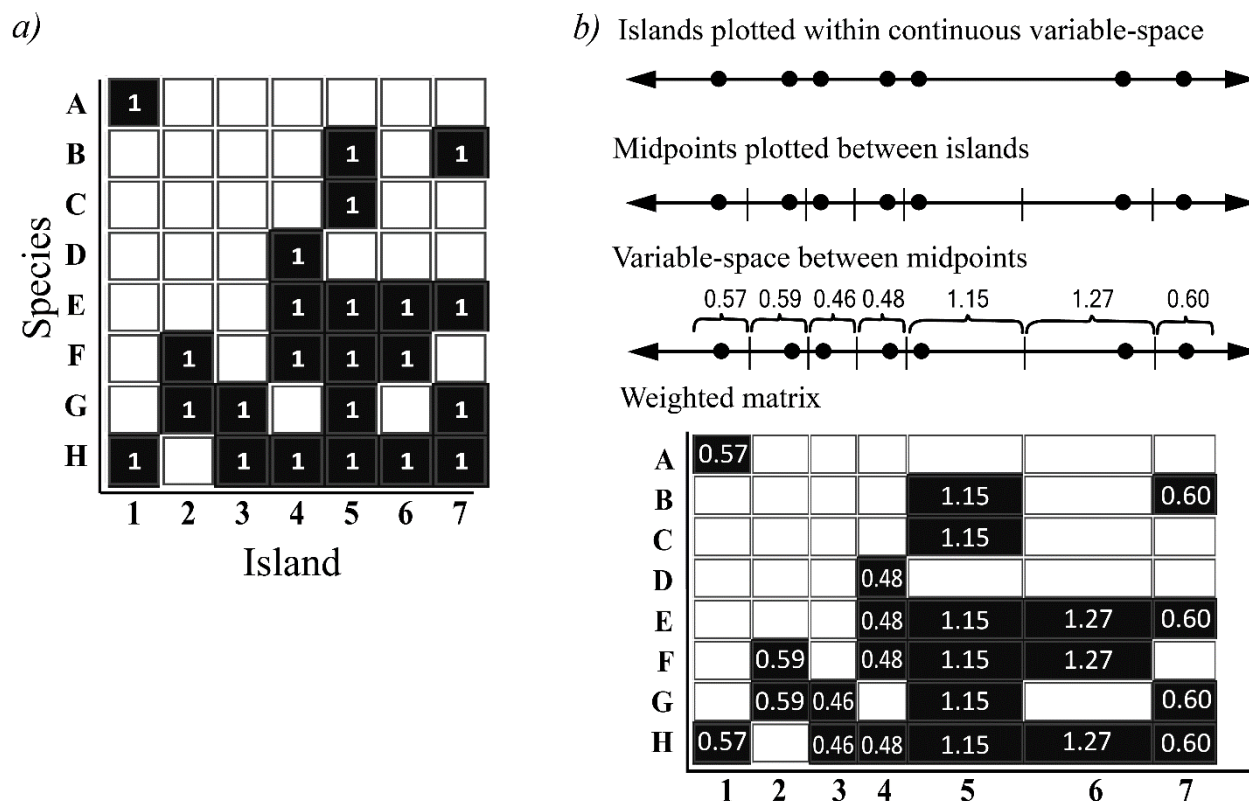 a)
A 1
B 1 1
C 1
D 1
E 1 1 1 1
F 1 1 1 1
G 1 1 1 1
H 1 1 1 1 1 1
1 2 3 4 5 6 7
Species
Island
b) Islands plotted within continuous variable-space
Midpoints plotted between islands
Variable-space between midpoints
0.57 0.59 0.46 0.48 1.15 1.27 0.60
Weighted matrix
A 0.57
B 1.15 0.60
C 1.15
D 0.48
E 0.48 1.15 1.27 0.60
F 0.59 0.48 1.15 1.27
G 0.59 0.46 1.15 0.60
H 0.57 0.46 0.48 1.15 1.27 0.60
1 2 3 4 5 6 7